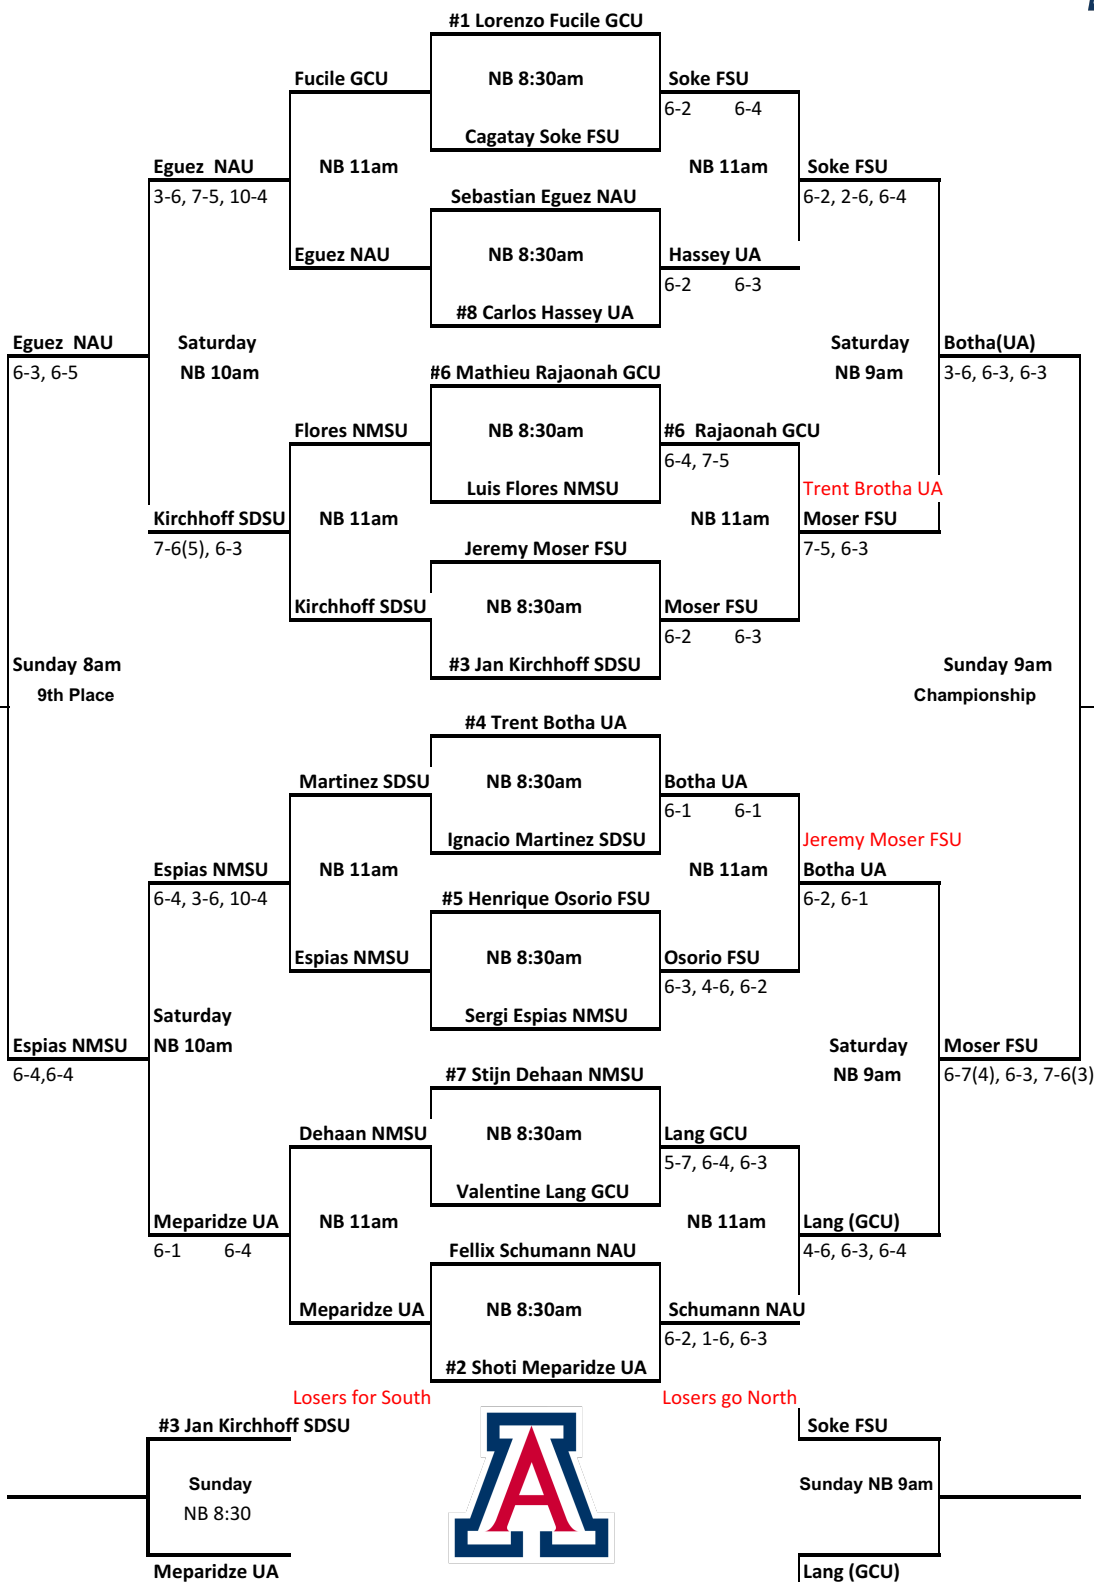 #1 Lorenzo Fucile GCU
Fucile GCU NB 8:30am Soke FSU
6-2 6-4
Cagatay Soke FSU
Eguez  NAU NB 11am NB 11am Soke FSU
3-6, 7-5, 10-4 Sebastian Eguez NAU 6-2, 2-6, 6-4
Eguez NAU NB 8:30am Hassey UA
6-2 6-3
#8 Carlos Hassey UA
Eguez  NAU Saturday Saturday Botha(UA)
6-3, 6-5 NB 10am #6 Mathieu Rajaonah GCU NB 9am 3-6, 6-3, 6-3
Flores NMSU NB 8:30am #6  Rajaonah GCU
6-4, 7-5
Luis Flores NMSU Trent Brotha UA
Kirchhoff SDSU NB 11am NB 11am Moser FSU
7-6(5), 6-3 Jeremy Moser FSU 7-5, 6-3
Kirchhoff SDSU NB 8:30am Moser FSU
6-2 6-3
Sunday 8am #3 Jan Kirchhoff SDSU Sunday 9am
9th Place Championship
#4 Trent Botha UA
Martinez SDSU NB 8:30am Botha UA
6-1 6-1
Ignacio Martinez SDSU Jeremy Moser FSU
Espias NMSU NB 11am NB 11am Botha UA
6-4, 3-6, 10-4 #5 Henrique Osorio FSU 6-2, 6-1
Espias NMSU NB 8:30am Osorio FSU
6-3, 4-6, 6-2
Saturday Sergi Espias NMSU
Espias NMSU NB 10am Saturday Moser FSU
6-4,6-4 #7 Stijn Dehaan NMSU NB 9am 6-7(4), 6-3, 7-6(3)
Dehaan NMSU NB 8:30am Lang GCU
5-7, 6-4, 6-3
Valentine Lang GCU
Meparidze UA NB 11am NB 11am Lang (GCU)
6-1 6-4 Fellix Schumann NAU 4-6, 6-3, 6-4
Meparidze UA NB 8:30am Schumann NAU
6-2, 1-6, 6-3
#2 Shoti Meparidze UA
Losers for South Losers go North
#3 Jan Kirchhoff SDSU Soke FSU
A
Sunday Sunday NB 9am
NB 8:30
Meparidze UA Lang (GCU)